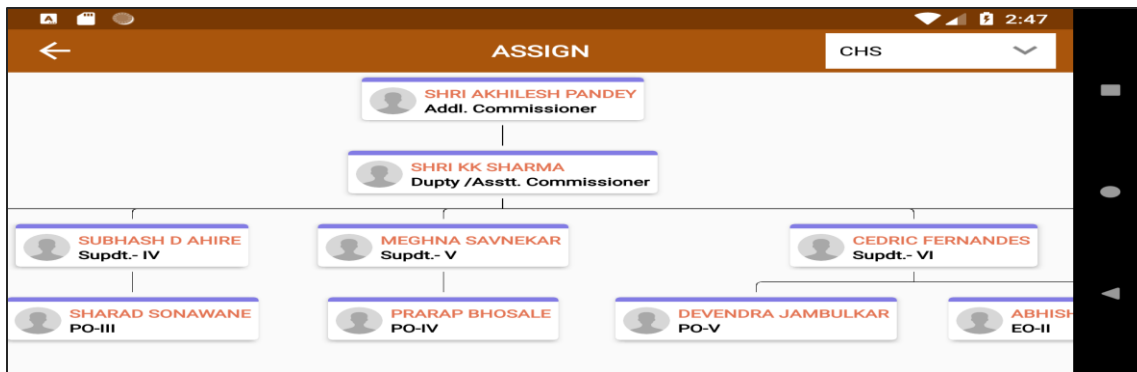 2:47
ASSIGN
CHS
SHRI AKHILESH PANDEY
Addl. Commissioner
SHRI KK SHARMA
Dupty /Asstt. Commissioner
SUBHASH D AHIRE
Supdt.- IV
MEGHNA SAVNEKAR
Supdt.- V
CEDRIC FERNANDES
Supdt.- VI
SHARAD SONAWANE
PO-III
PRARAP BHOSALE
PO-IV
DEVENDRA JAMBULKAR
PO-V
ABHISH
EO-II